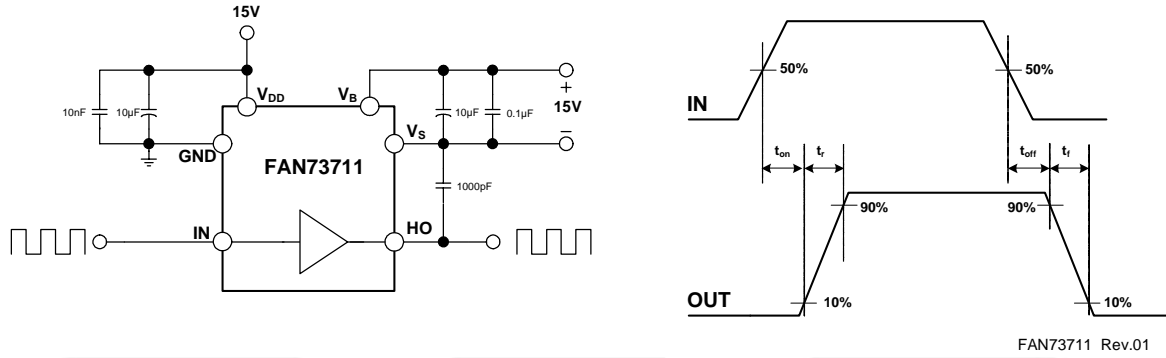 15V
10nF
10µF
VDD
VB
10µF
0.1µF
+
15V
–
GND
VS
FAN73711
1000pF
IN
HO
50%
50%
IN
ton
tr
toff
tf
90%
90%
OUT
10%
10%
FAN73711 Rev.01